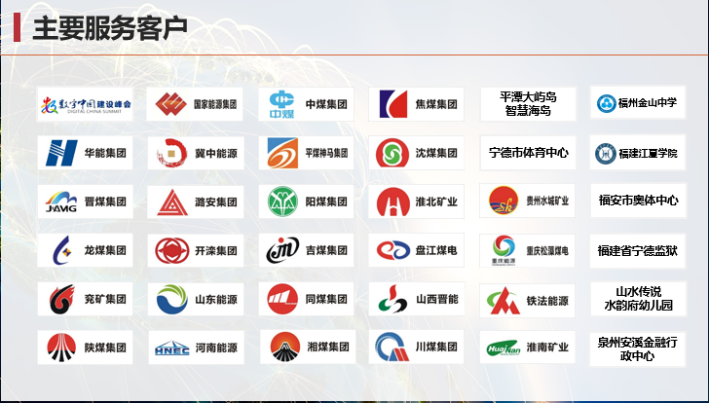 主要服务客户
数字中国建设峰会
DIGITAL CHINA SUMMIT
国家能源集团
中煤
中煤集团
焦煤集团
平潭大屿岛
智慧海岛
福州金山中学
华能集团
冀中能源
平煤神马集团
沈煤集团
宁德市体育中心
福建江夏学院
JAMG
晋煤集团
潞安集团
阳煤集团
淮北矿业
贵州水城矿业
福安市奥体中心
龙煤集团
开滦集团
吉煤集团
盘江煤电
重庆能源
重庆松藻煤电
福建省宁德监狱
兖矿集团
山东能源
同煤集团
山西晋能
铁法能源
山水传说
水韵府幼儿园
陕煤集团
HNEC
河南能源
湘煤集团
川煤集团
HuaiNan
淮南矿业
泉州安溪金融行
政中心